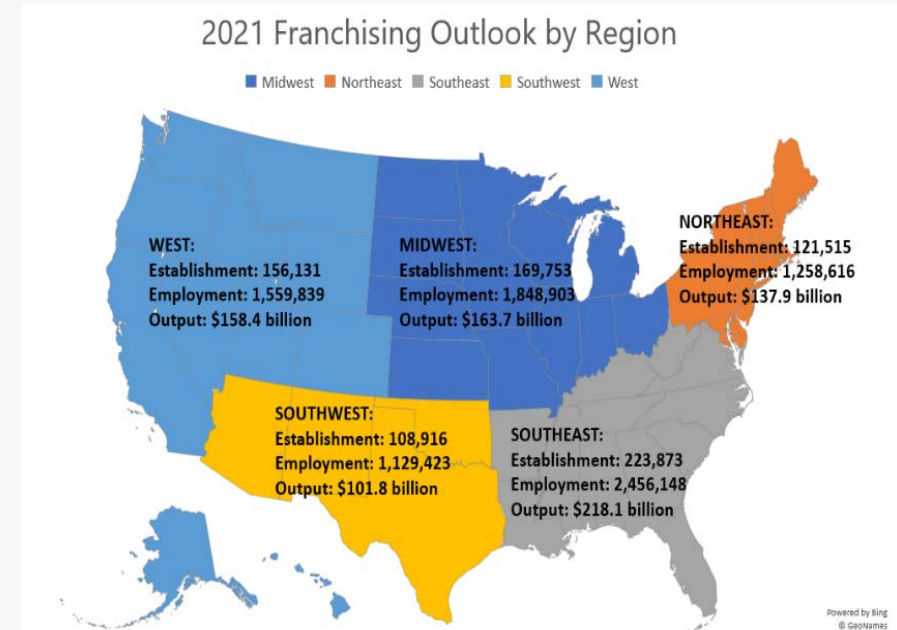 2021 Franchising Outlook by Region
Midwest Northeast Southeast Southwest West
WEST:
Establishment: 156,131
Employment: 1,559,839
Output: $158.4 billion
MIDWEST:
Establishment: 169,753
Employment: 1,848,903
Output: $163.7 billion
NORTHEAST:
Establishment: 121,515
Employment: 1,258,616
Output: $137.9 billion
SOUTHWEST:
Establishment: 108,916
Employment: 1,129,423
Output: $101.8 billion
SOUTHEAST:
Establishment: 223,873
Employment: 2,456,148
Output: $218.1 billion
Powered by Bing
© GeoNames